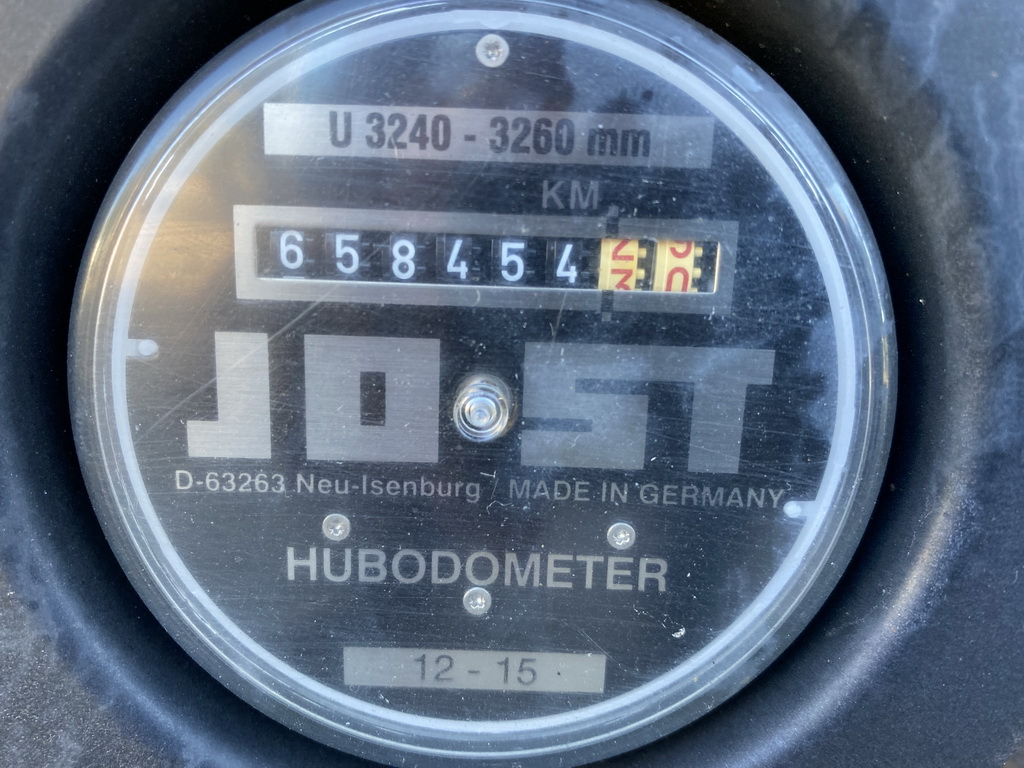 U 3240 - 3260 mm
KM
658454
JOST
D-63263 Neu-Isenburg MADE IN GERMANY
HUBODOMETER
12 - 15